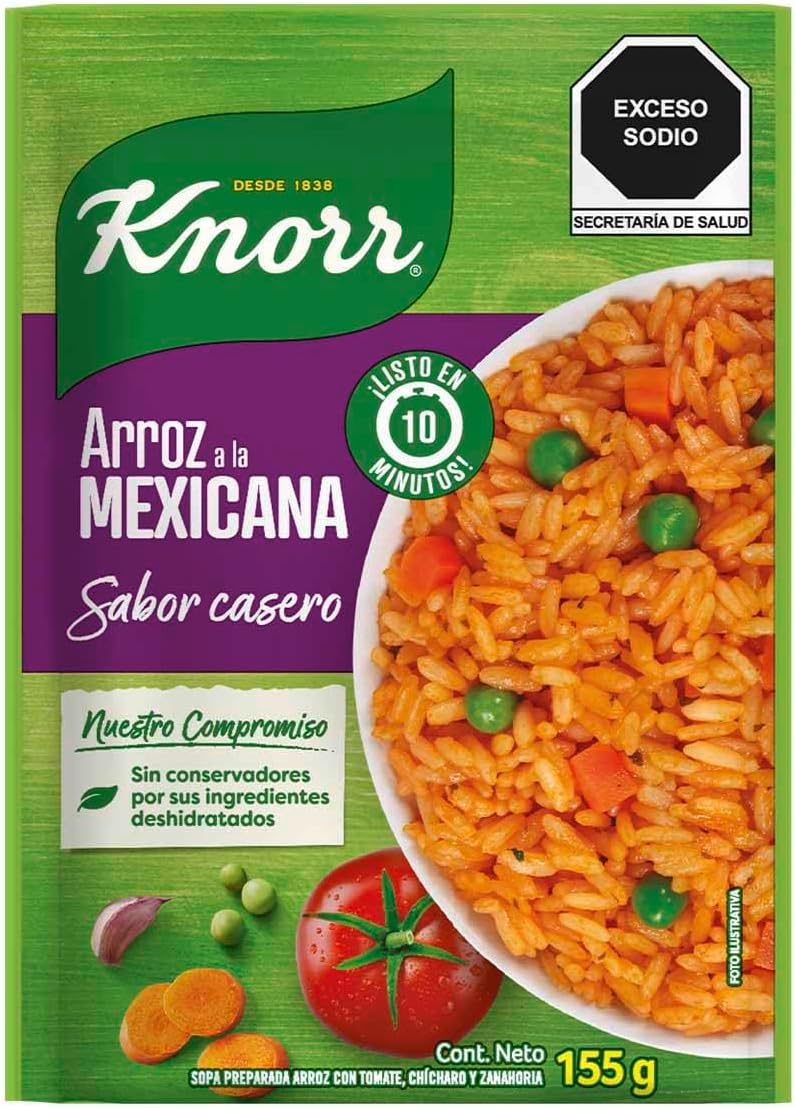 EXCESO
SODIO
SECRETARÍA DE SALUD
DESDE 1838
Knorr®
¡LISTO EN
10
MINUTOS!
Arroz a la
MEXICANA
Sabor casero
Nuestro Compromiso
Sin conservadores
por sus ingredientes
deshidratados
FOTO ILUSTRATIVA
Cont. Neto 155 g
SOPA PREPARADA ARROZ CON TOMATE, CHÍCHARO Y ZANAHORIA